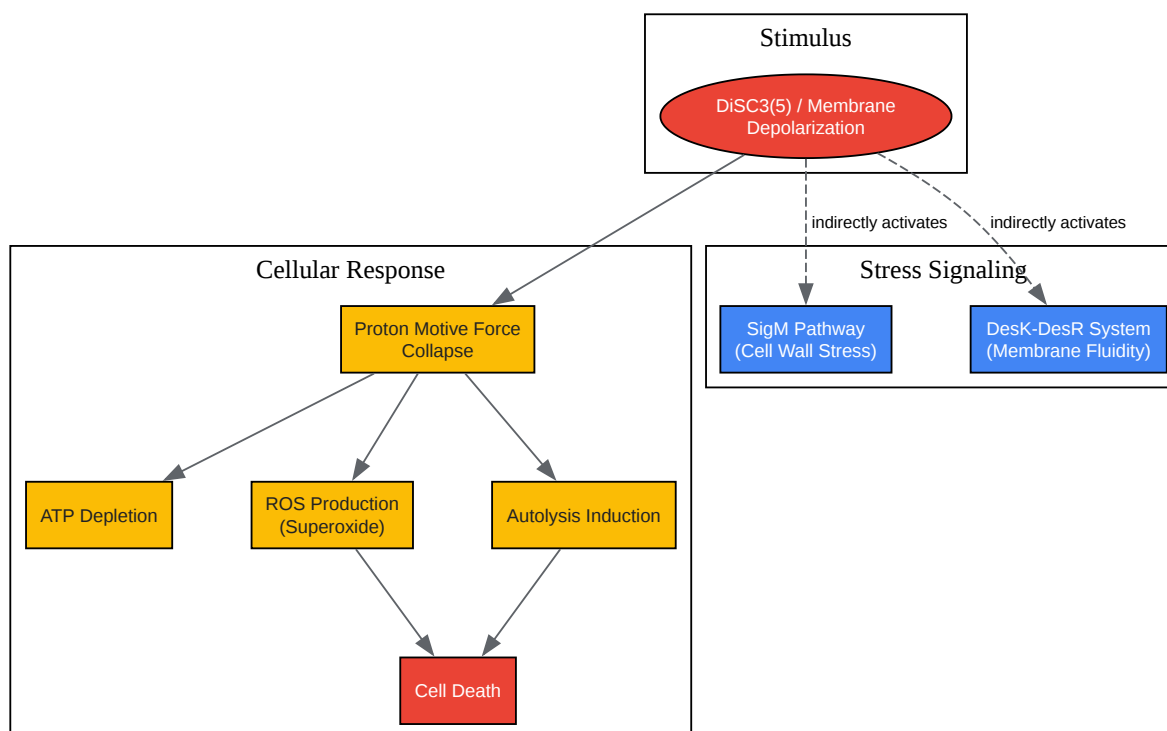 Stimulus
DiSC3(5) / Membrane
Depolarization
indirectly activates
indirectly activates
Cellular Response
Stress Signaling
Proton Motive Force
Collapse
SigM Pathway
(Cell Wall Stress)
DesK-DesR System
(Membrane Fluidity)
ATP Depletion
ROS Production
(Superoxide)
Autolysis Induction
Cell Death